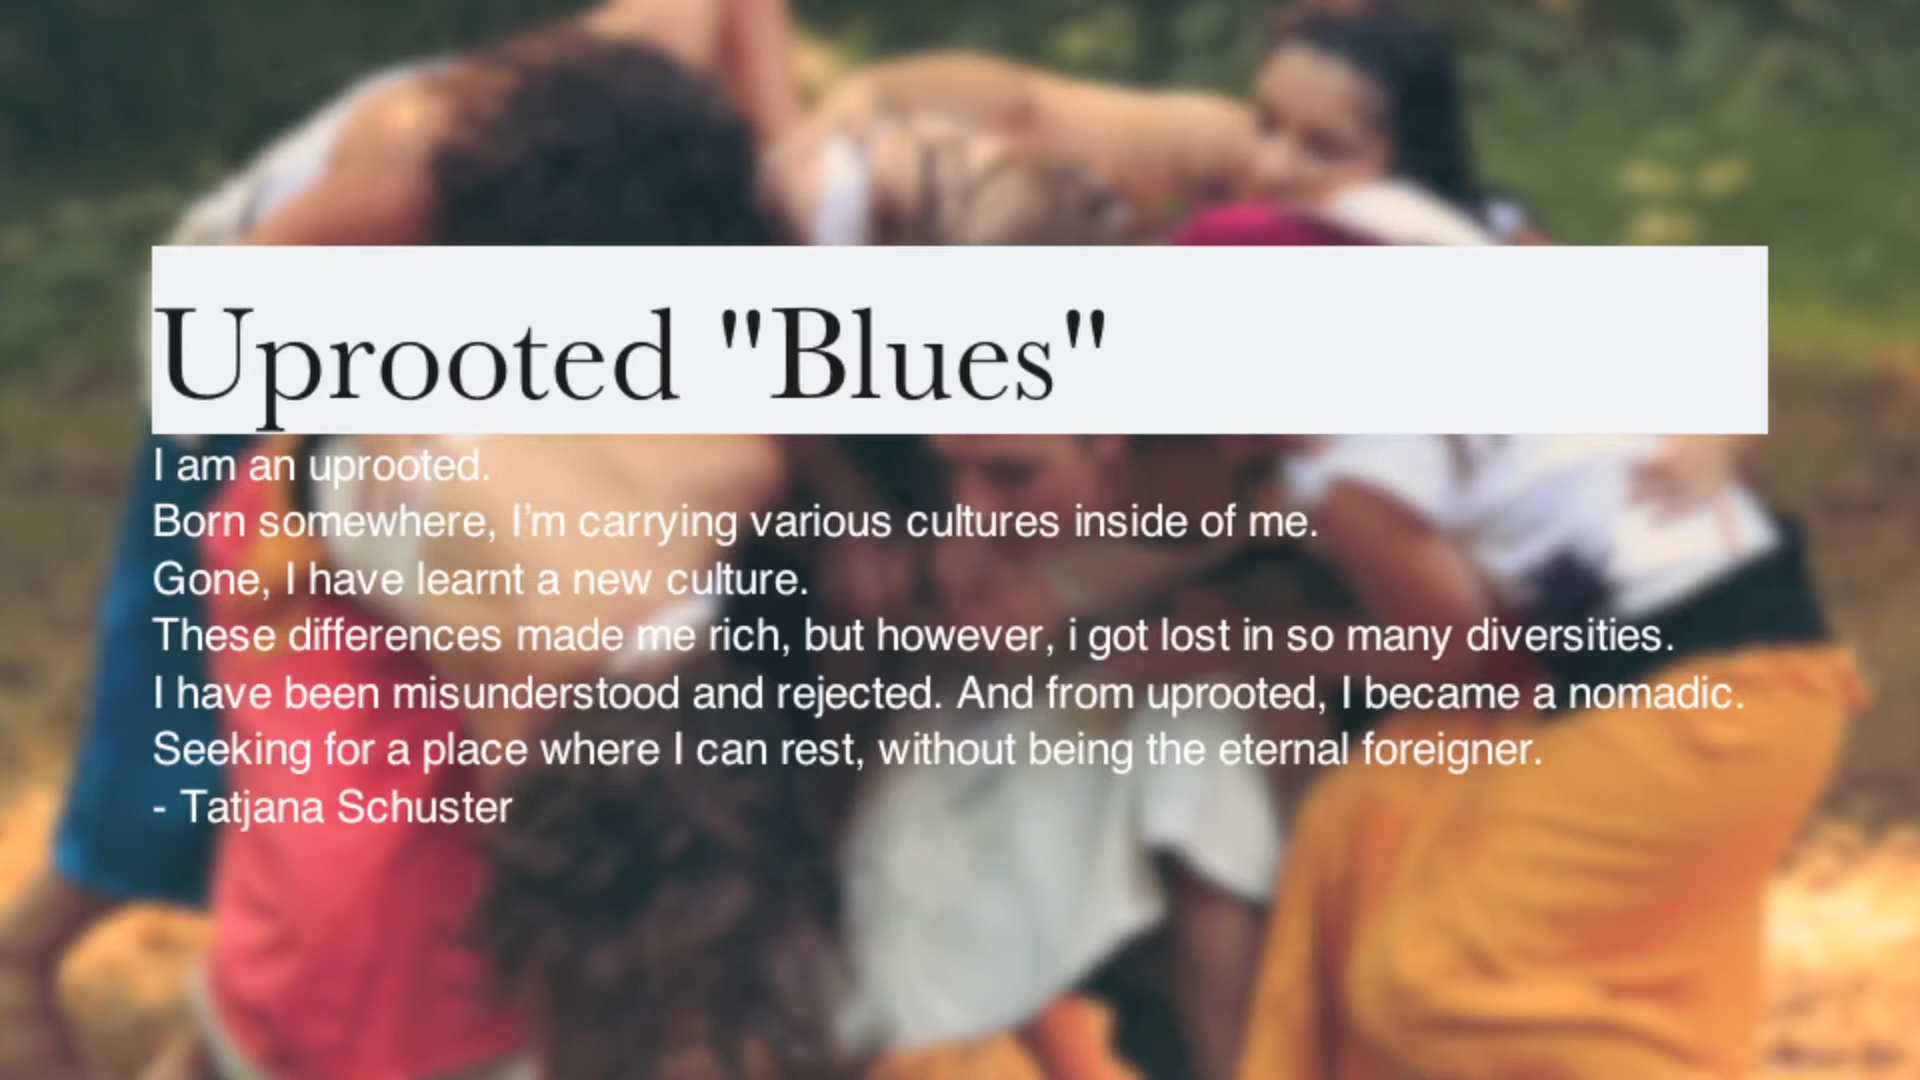 Uprooted "Blues"
I am an uprooted.
Born somewhere, I’m carrying various cultures inside of me.
Gone, I have learnt a new culture.
These differences made me rich, but however, i got lost in so many diversities.
I have been misunderstood and rejected. And from uprooted, I became a nomadic.
Seeking for a place where I can rest, without being the eternal foreigner.
- Tatjana Schuster